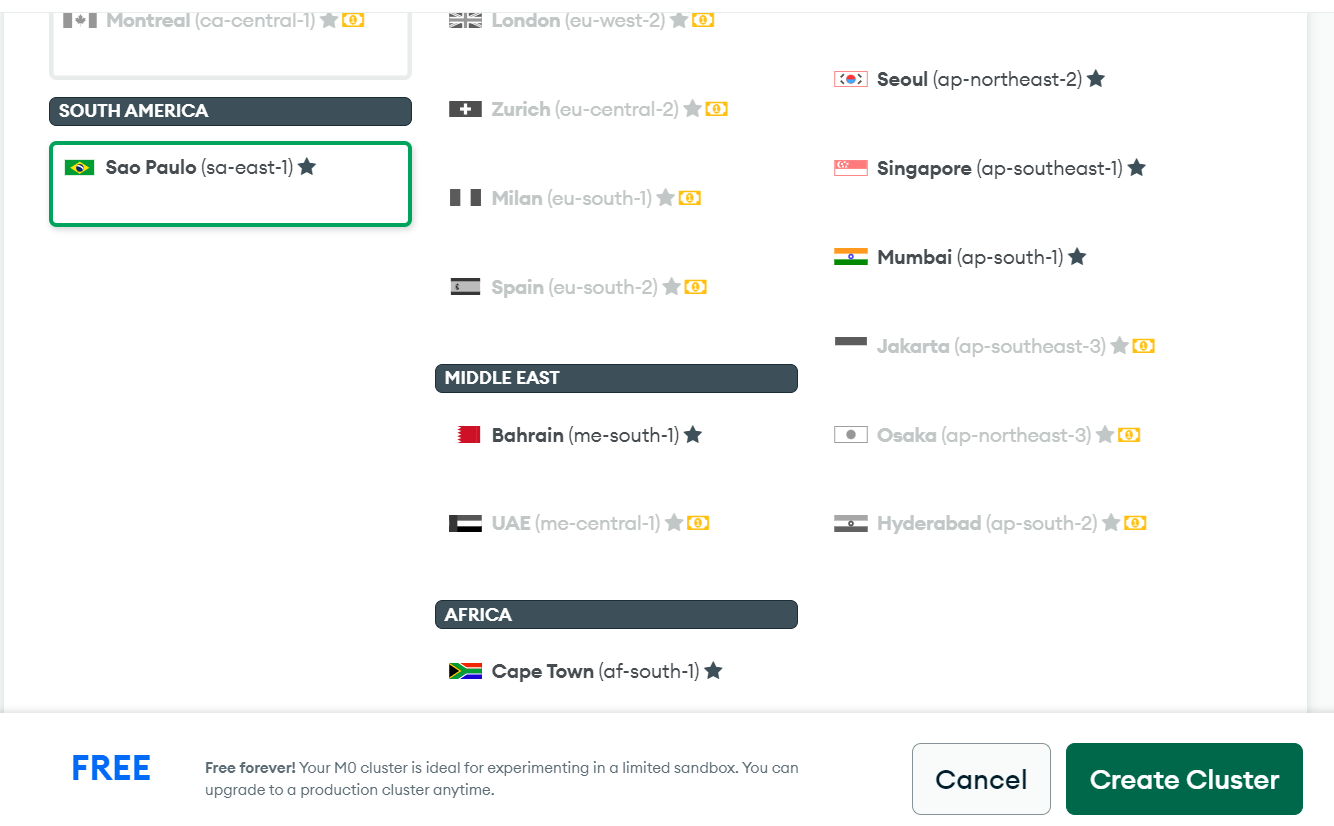 Montreal (ca-central-1)
SOUTH AMERICA
Sao Paulo (sa-east-1)
London (eu-west-2)
Zurich (eu-central-2)
Milan (eu-south-1)
Spain (eu-south-2)
MIDDLE EAST
Bahrain (me-south-1)
UAE (me-central-1)
AFRICA
Cape Town (af-south-1)
Seoul (ap-northeast-2)
Singapore (ap-southeast-1)
Mumbai (ap-south-1)
Jakarta (ap-southeast-3)
Osaka (ap-northeast-3)
Hyderabad (ap-south-2)
FREE
Free forever! Your M0 cluster is ideal for experimenting in a limited sandbox. You can
upgrade to a production cluster anytime.
Cancel
Create Cluster